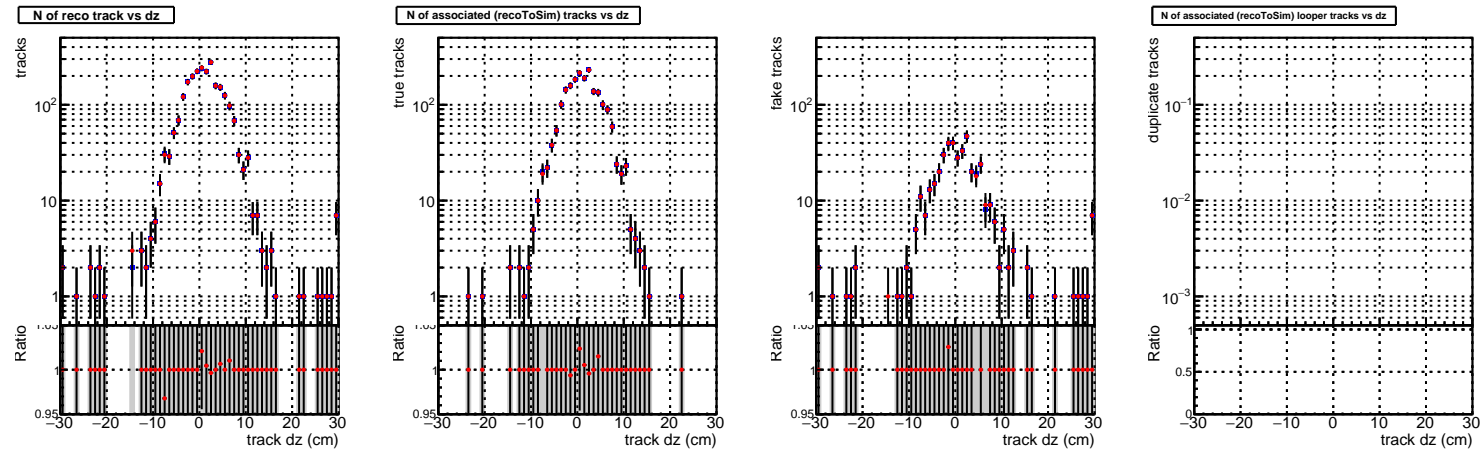 N of reco track vs dz
tracks
10²
10
1
Ratio
1.05
1
0.95
−30 −20 −10 0 10 20 30
track dz (cm)
N of associated (recoToSim) tracks vs dz
true tracks
10²
10
1
Ratio
1.05
1
0.95
−30 −20 −10 0 10 20 30
track dz (cm)
fake tracks
10²
10
1
Ratio
1.05
1
0.95
−30 −20 −10 0 10 20 30
track dz (cm)
N of associated (recoToSim) looper tracks vs dz
duplicate tracks
10⁻¹
10⁻²
10⁻³
Ratio
1
0.5
0
−30 −20 −10 0 10 20 30
track dz (cm)